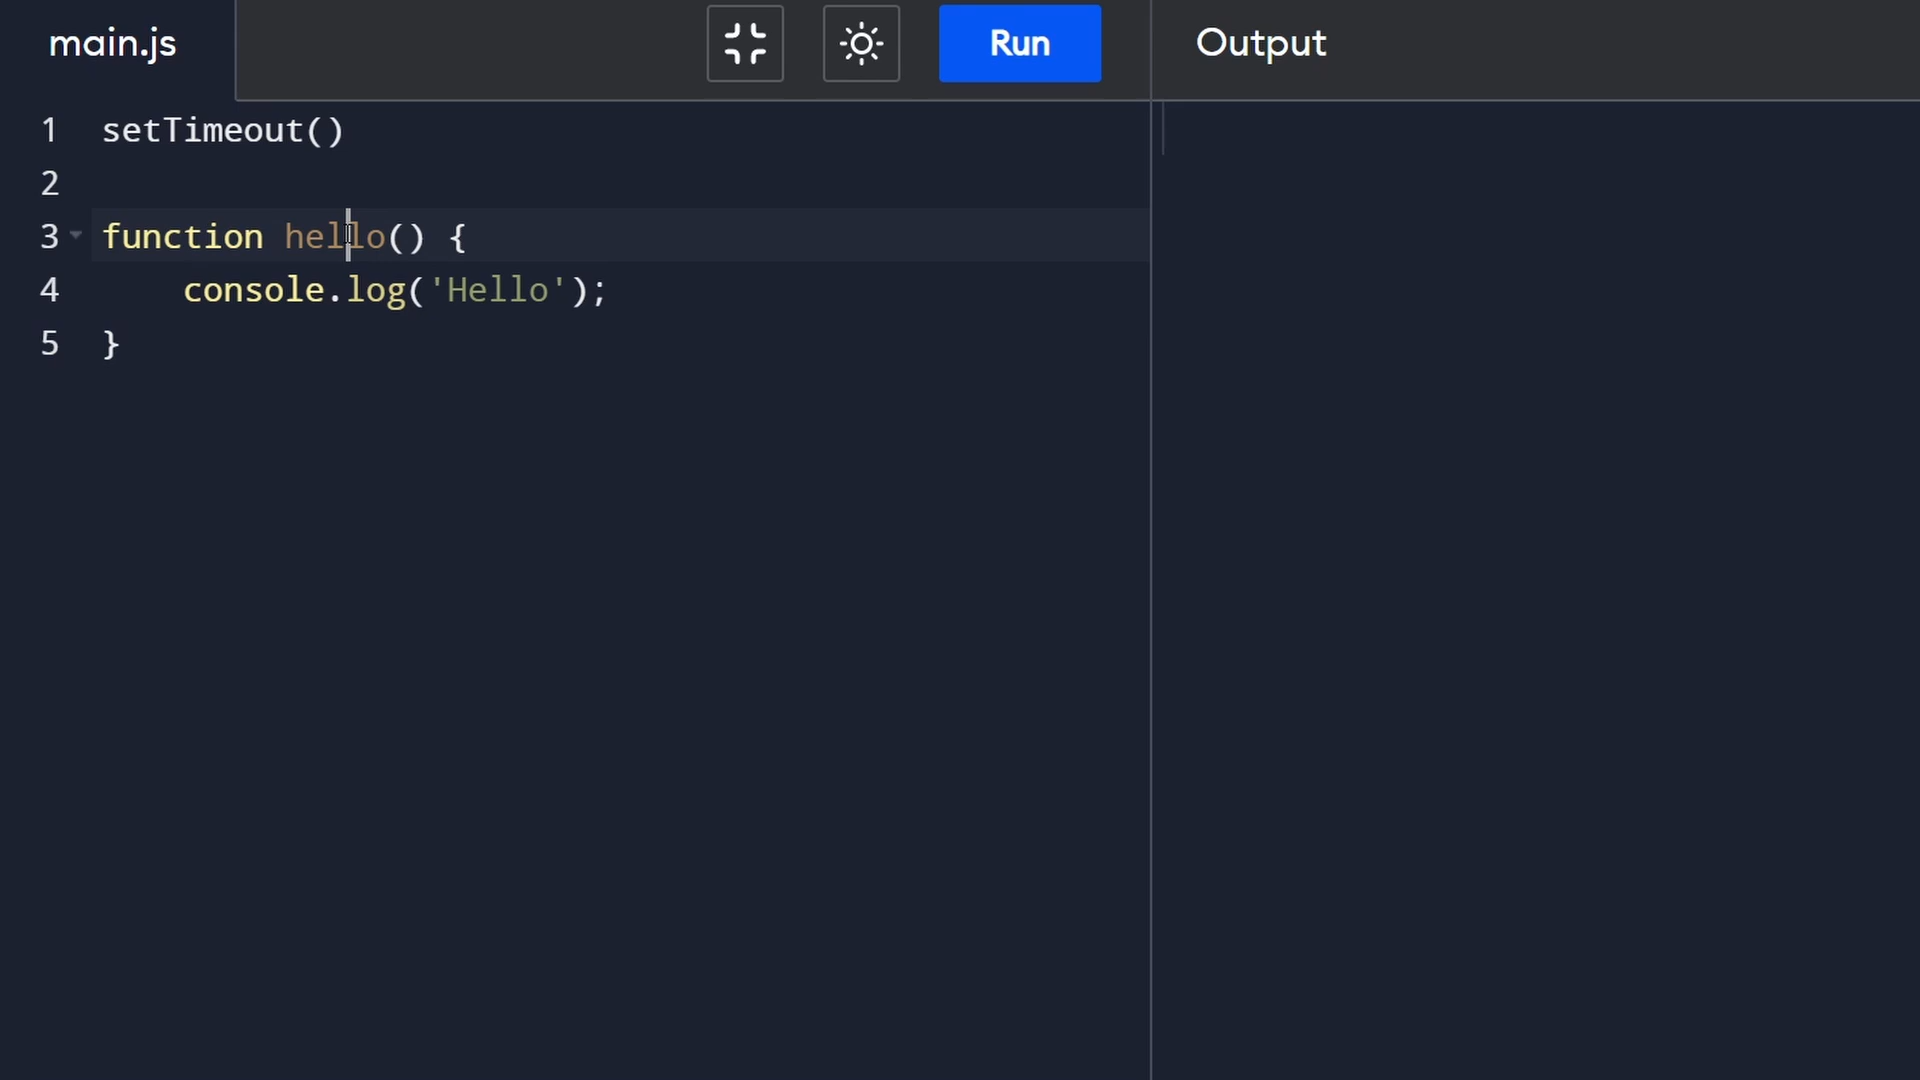 main.js
Run
Output
1 setTimeout()
2
3 function hello() {
4     console.log('Hello');
5 }